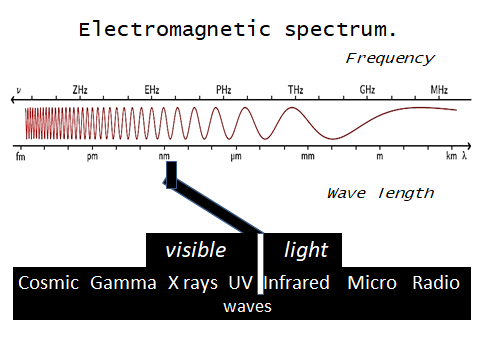 Electromagnetic spectrum.
Frequency
ν ZHz EHz PHz THz GHz MHz
fm pm nm μm mm m km λ
Wave length
visible light
Cosmic Gamma X rays UV Infrared Micro Radio
waves